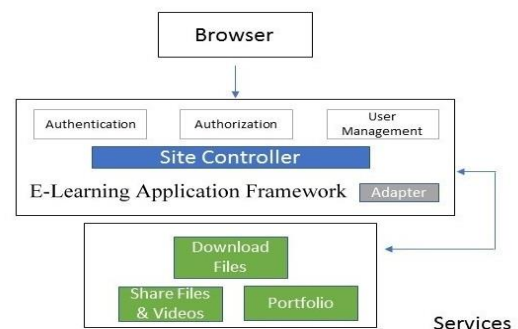 Browser
Authentication
Authorization
User
Management
Site Controller
E-Learning Application Framework
Adapter
Download
Files
Share Files
& Videos
Portfolio
Services